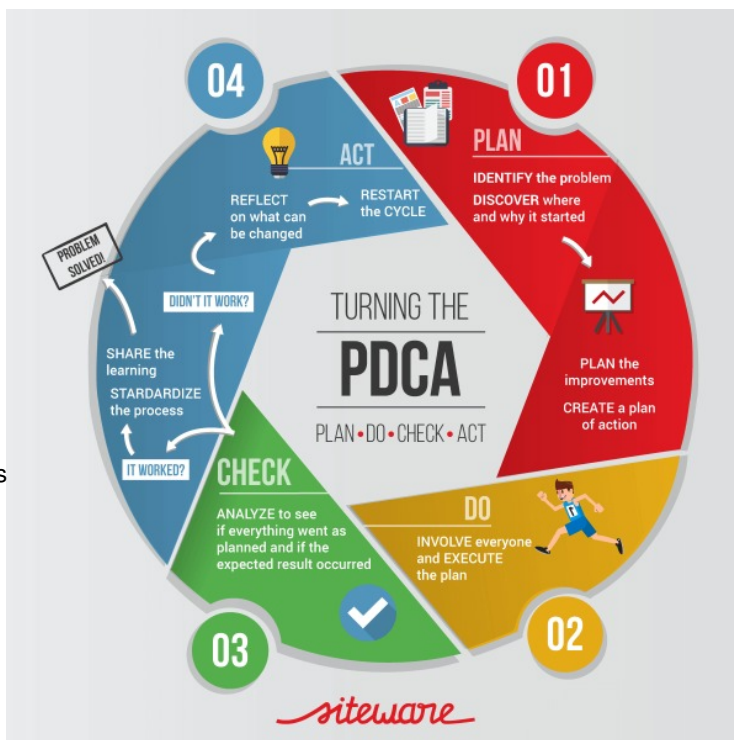 01
PLAN
IDENTIFY the problem
DISCOVER where
and why it started
PLAN the
improvements
CREATE a plan
of action
02
DO
INVOLVE everyone
and EXECUTE
the plan
03
CHECK
ANALYZE to see
if everything went as
planned and if the
expected result occurred
04
ACT
IT WORKED?
STARDARDIZE
the process
SHARE the
learning
PROBLEM
SOLVED!
DIDN'T IT WORK?
REFLECT
on what can
be changed
RESTART
the CYCLE
TURNING THE
PDCA
PLAN • DO • CHECK • ACT
s
siteware